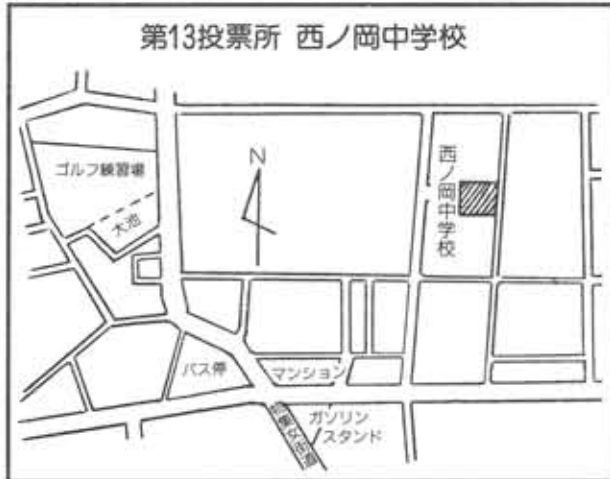 第13投票所 西ノ岡中学校
ゴルフ練習場
大池
N
西ノ岡中学校
バス停
マンション
ガソリン
スタンド